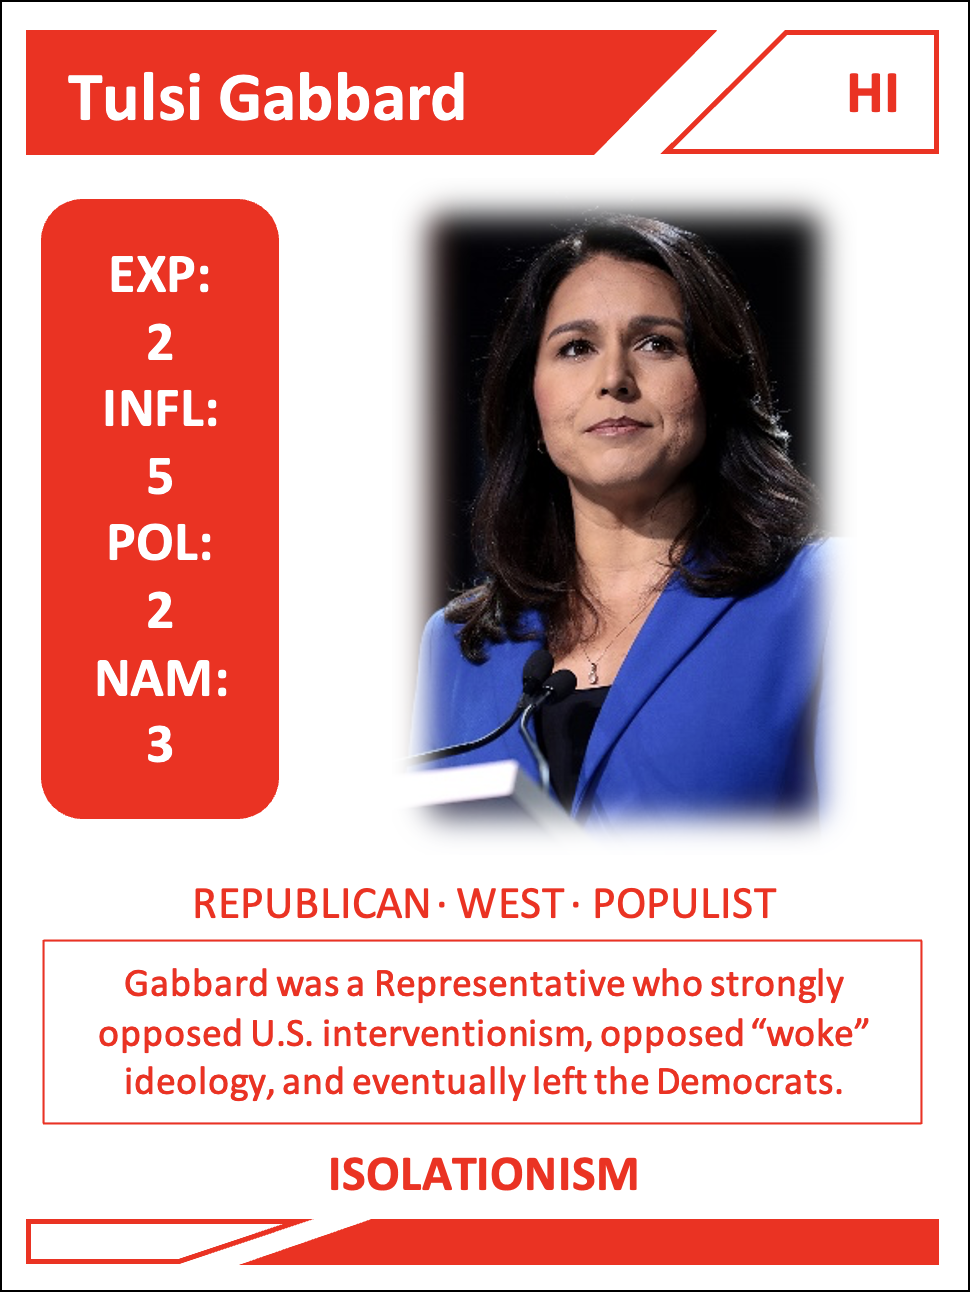 Tulsi Gabbard
HI
EXP:
2
INFL:
5
POL:
2
NAM:
3
REPUBLICAN · WEST · POPULIST
Gabbard was a Representative who strongly
opposed U.S. interventionism, opposed “woke”
ideology, and eventually left the Democrats.
ISOLATIONISM